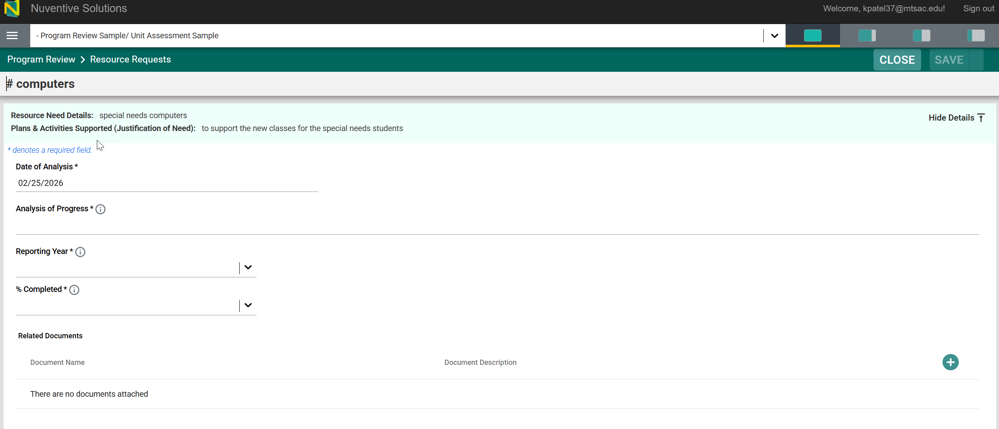 Nuventive Solutions
Welcome, kpatel37@mtsac.edu! Sign out
- Program Review Sample/ Unit Assessment Sample
Program Review > Resource Requests
CLOSE SAVE
# computers
Resource Need Details: special needs computers
Hide Details
Plans & Activities Supported (Justification of Need): to support the new classes for the special needs students
* denotes a required field.
Date of Analysis *
02/25/2026
Analysis of Progress *
Reporting Year *
% Completed *
Related Documents
Document Name Document Description
There are no documents attached